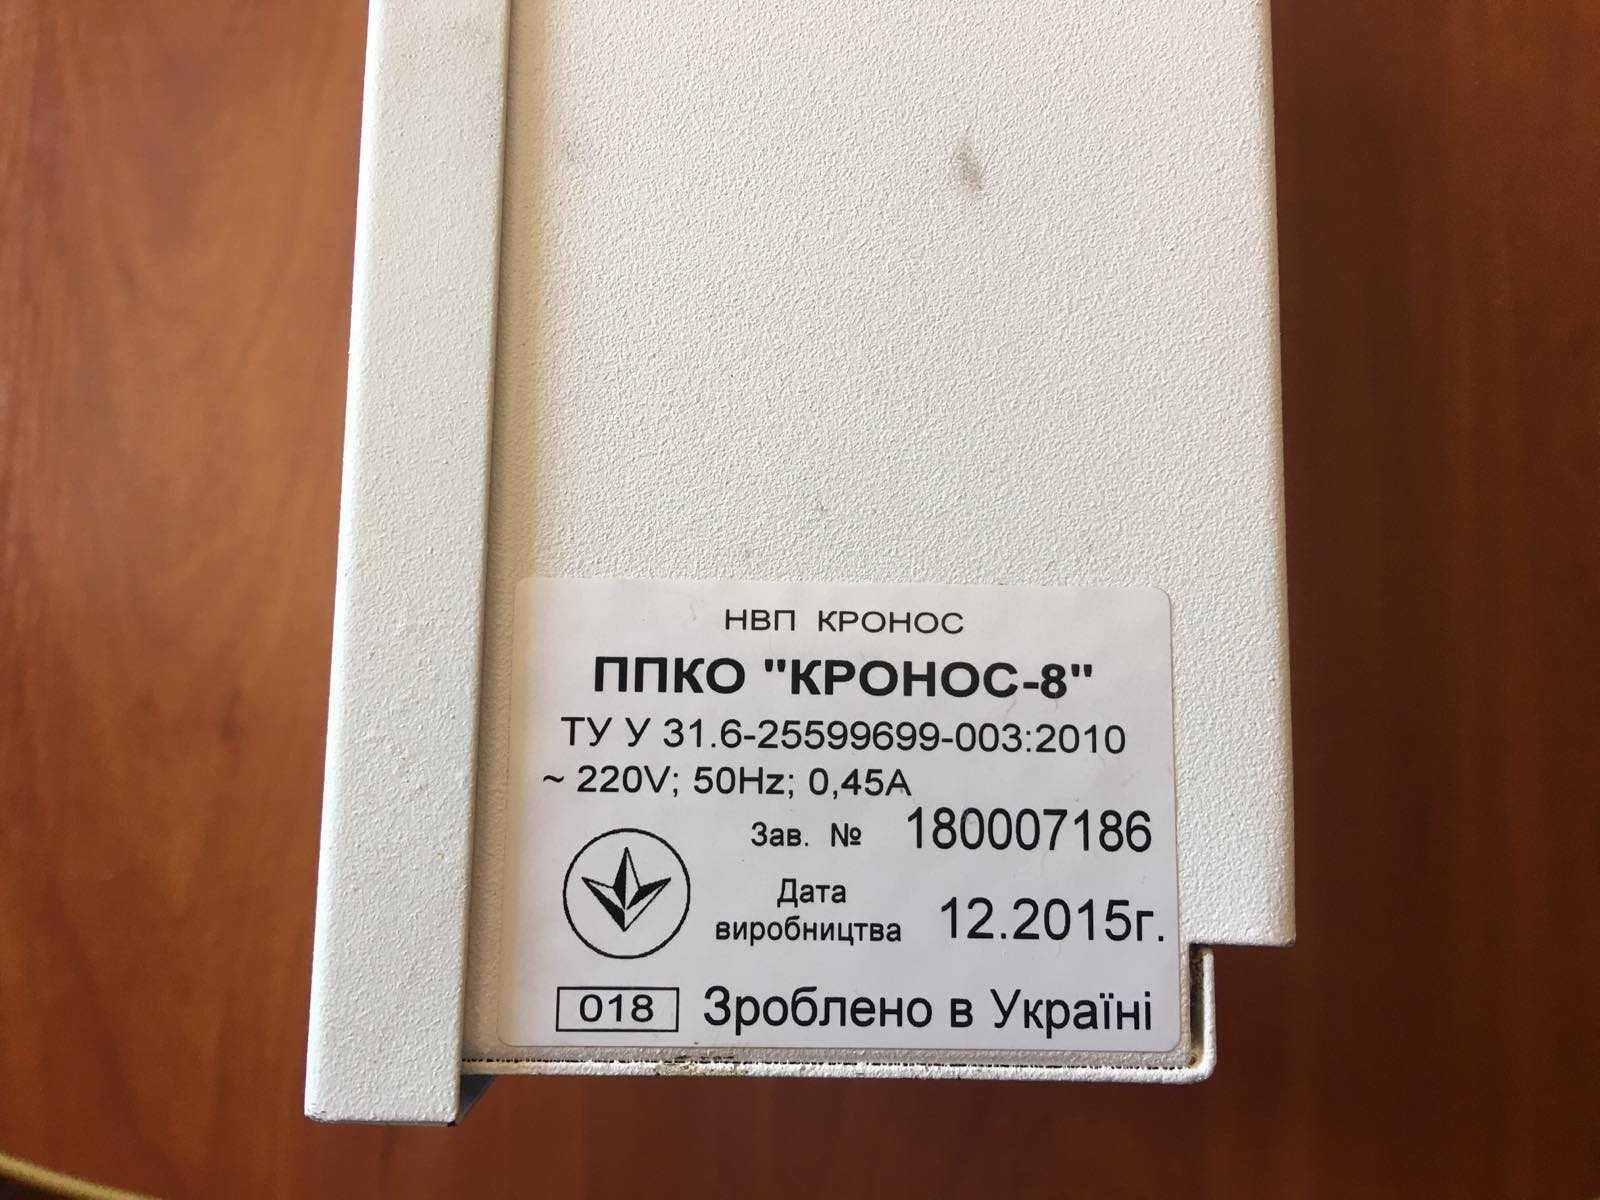 НВП КРОНОС
ППКО "КРОНОС-8"
ТУ У 31.6-25599699-003:2010
~ 220V; 50Hz; 0,45A
Зав. № 180007186
Дата
виробництва 12.2015г.
018 Зроблено в Україні